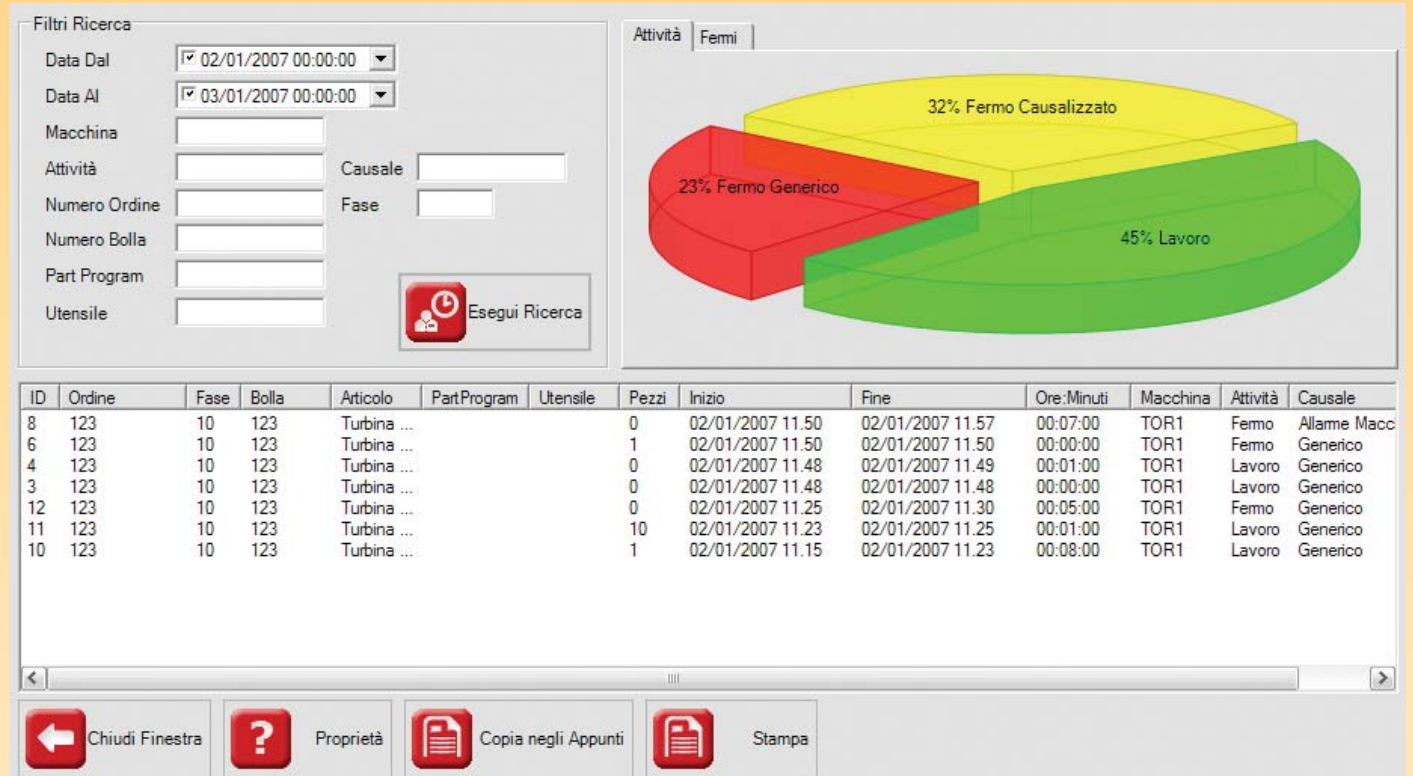 Filtri Ricerca
Data Dal 02/01/2007 00:00:00
Data Al 03/01/2007 00:00:00
Macchina
Attività Causale
Numero Ordine Fase
Numero Bolla
Part Program
Utensile
Esegui Ricerca
Attività Fermi
32% Fermo Causalizzato
23% Fermo Generico
45% Lavoro
ID Ordine Fase Bolla Articolo PartProgram Utensile Pezzi Inizio Fine Ore:Minuti Macchina Attività Causale
8 123 10 123 Turbina ... 0 02/01/2007 11.50 02/01/2007 11.57 00:07:00 TOR1 Fermo Allarme Macc
6 123 10 123 Turbina ... 1 02/01/2007 11.50 02/01/2007 11.50 00:00:00 TOR1 Fermo Generico
4 123 10 123 Turbina ... 0 02/01/2007 11.48 02/01/2007 11.49 00:01:00 TOR1 Lavoro Generico
3 123 10 123 Turbina ... 0 02/01/2007 11.48 02/01/2007 11.48 00:00:00 TOR1 Lavoro Generico
12 123 10 123 Turbina ... 0 02/01/2007 11.25 02/01/2007 11.30 00:05:00 TOR1 Fermo Generico
11 123 10 123 Turbina ... 10 02/01/2007 11.23 02/01/2007 11.25 00:01:00 TOR1 Lavoro Generico
10 123 10 123 Turbina ... 1 02/01/2007 11.15 02/01/2007 11.23 00:08:00 TOR1 Lavoro Generico
Chiudi Finestra ? Proprietà Copia negli Appunti Stampa